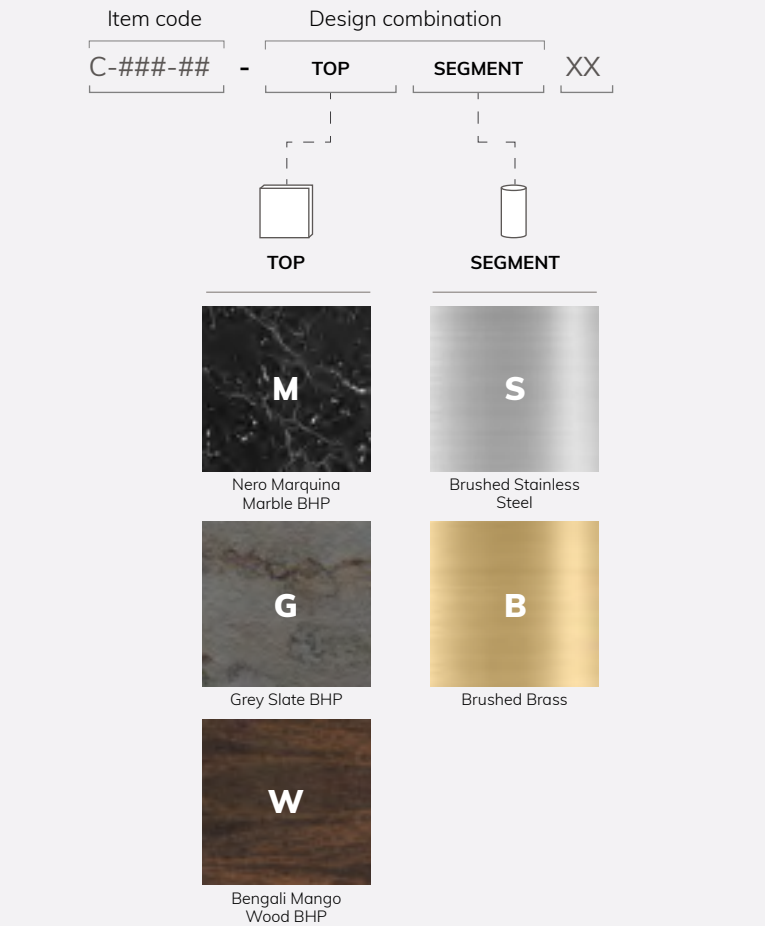 Item code
Design combination
C-###-## - TOP SEGMENT XX
TOP
SEGMENT
M
S
Nero Marquina
Marble BHP
Brushed Stainless
Steel
G
B
Grey Slate BHP
Brushed Brass
W
Bengali Mango
Wood BHP